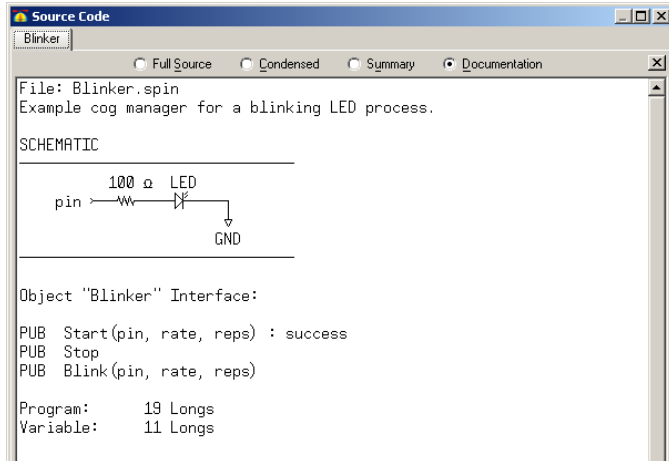 Source Code
Blinker
Full Source Condensed Summary Documentation
File: Blinker.spin
Example cog manager for a blinking LED process.
SCHEMATIC
100 Ω LED
pin
GND
Object "Blinker" Interface:
PUB Start(pin, rate, reps) : success
PUB Stop
PUB Blink(pin, rate, reps)
Program: 19 Longs
Variable: 11 Longs